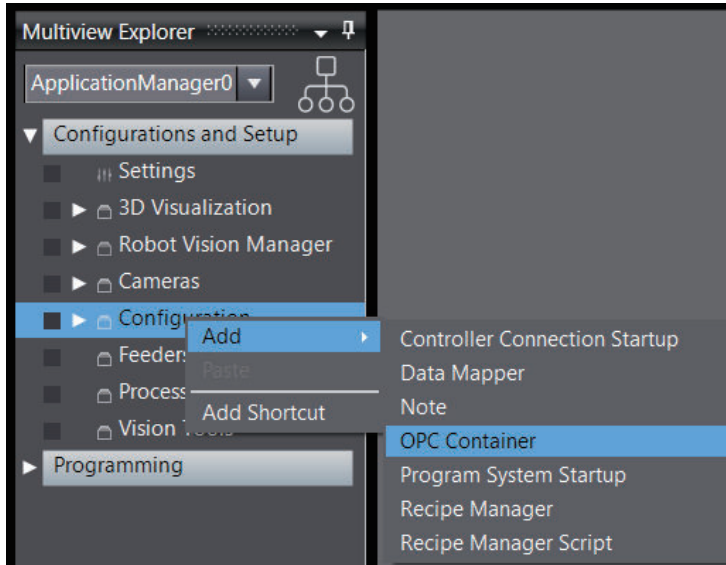 Multiview Explorer
ApplicationManager0
Configurations and Setup
Settings
3D Visualization
Robot Vision Manager
Cameras
Configuration
Add
Paste
Add Shortcut
Controller Connection Startup
Data Mapper
Note
OPC Container
Program System Startup
Recipe Manager
Recipe Manager Script
Feeders
Process
Vision Tools
Programming